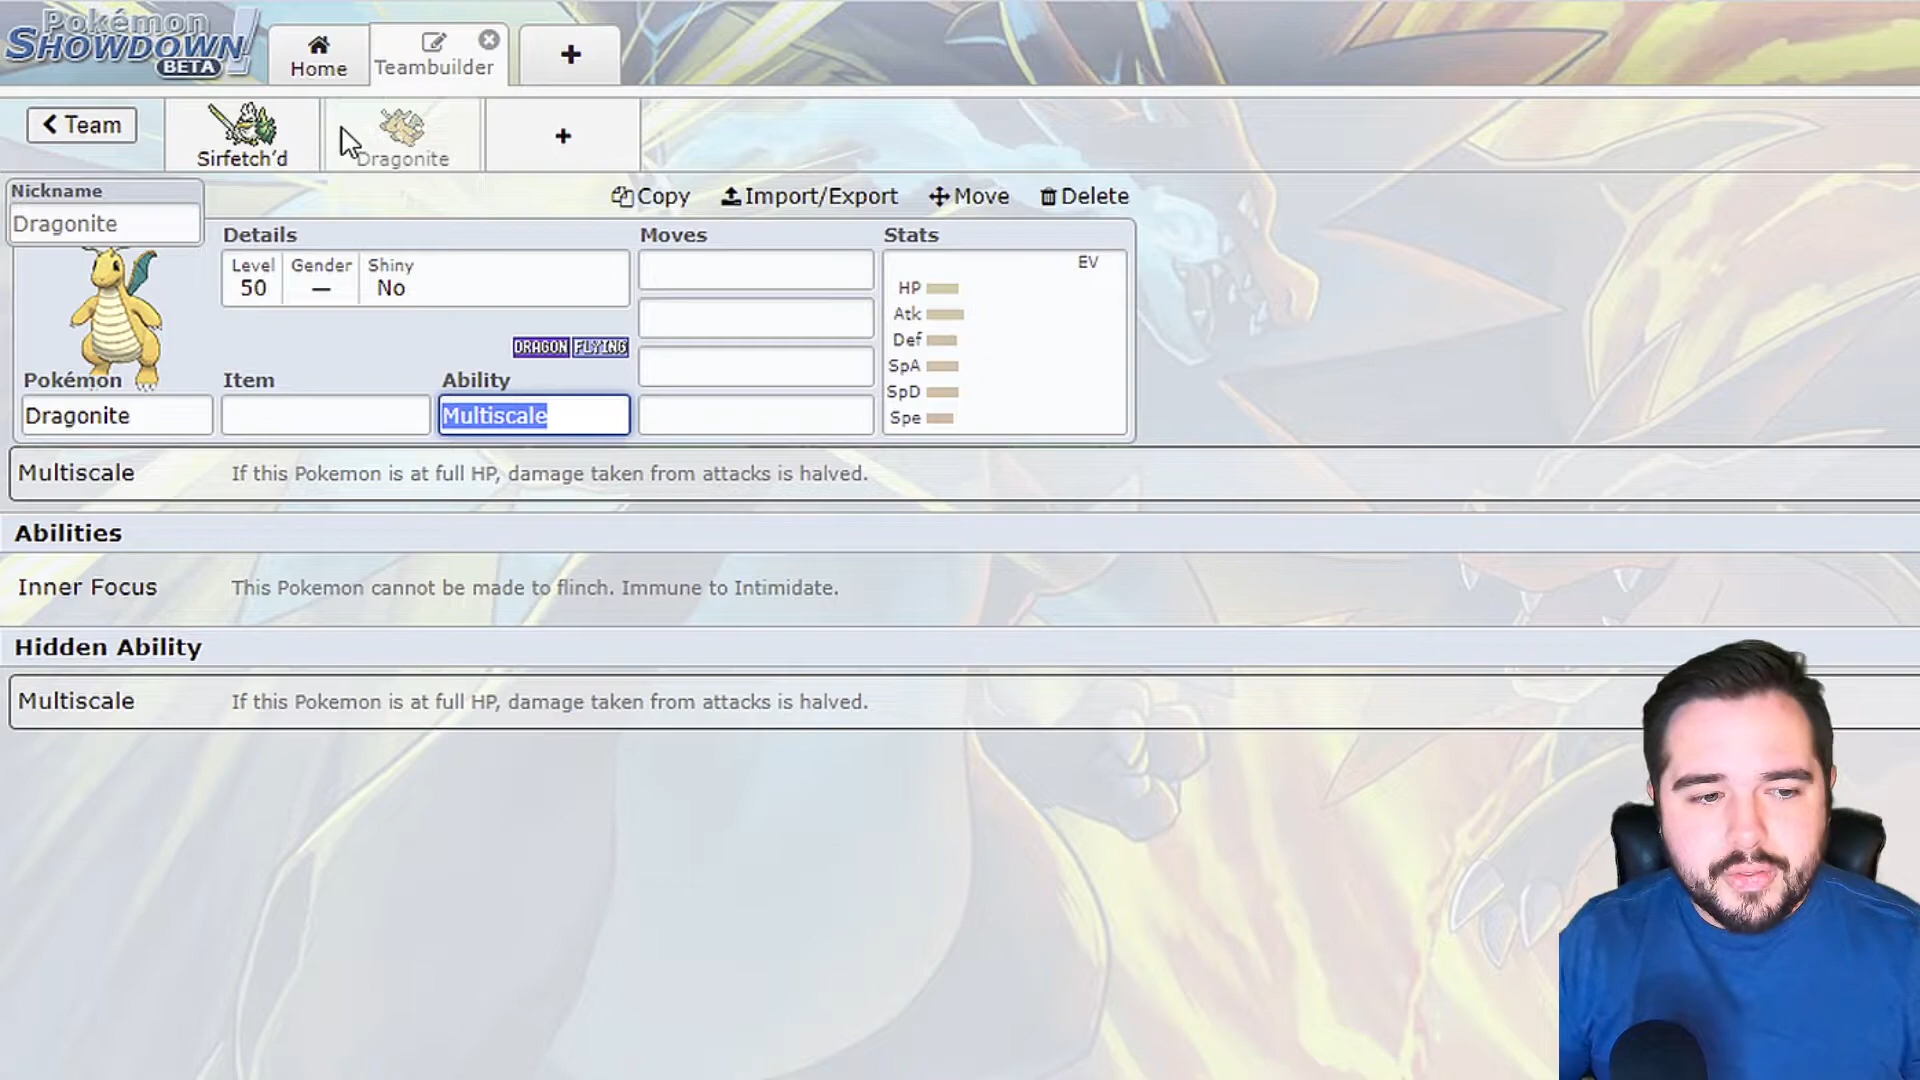 Pokémon
SHOWDOWN!
BETA
Home
Teambuilder
+
Team
Sirfetch'd
Dragonite
+
Nickname
Dragonite
Copy
Import/Export
Move
Delete
Details
Moves
Stats
Level
Gender
Shiny
50
—
No
EV
HP
Atk
Def
SpA
SpD
Spe
DRAGON
FLYING
Pokémon
Item
Ability
Dragonite
Multiscale
Multiscale If this Pokemon is at full HP, damage taken from attacks is halved.
Abilities
Inner Focus This Pokemon cannot be made to flinch. Immune to Intimidate.
Hidden Ability
Multiscale If this Pokemon is at full HP, damage taken from attacks is halved.